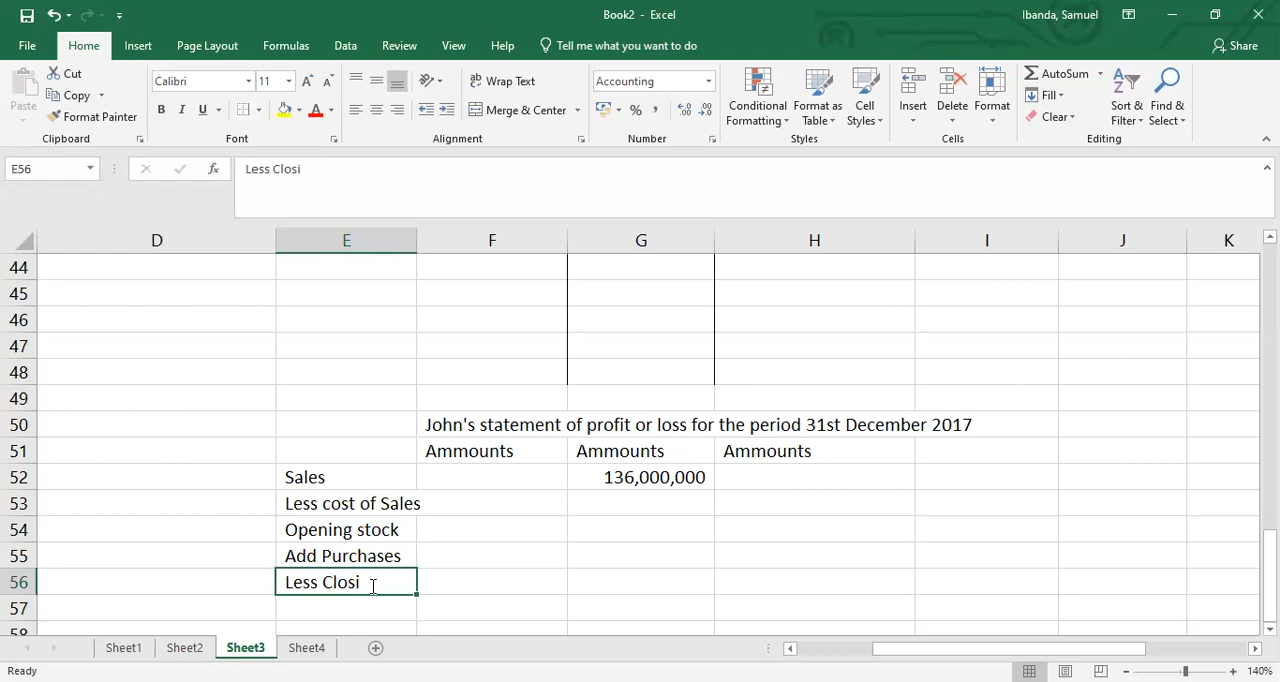 Book2 - Excel
Ibanda, Samuel
File Home Insert Page Layout Formulas Data Review View Help Tell me what you want to do Share
Paste
Cut
Copy
Format Painter
Clipboard
Calibri 11
B I U
Font
Wrap Text
Merge & Center
Alignment
Accounting
Number
Conditional Formatting
Format as Table
Cell Styles
Styles
Insert Delete Format
Cells
AutoSum
Fill
Clear
Sort & Filter
Find & Select
Editing
E56 fx Less Closi
D E F G H I J K
44
45
46
47
48
49
50 John's statement of profit or loss for the period 31st December 2017
51 Ammounts Ammounts Ammounts
52 Sales 136,000,000
53 Less cost of Sales
54 Opening stock
55 Add Purchases
56 Less Closi
57
58
Sheet1 Sheet2 Sheet3 Sheet4
Ready 140%